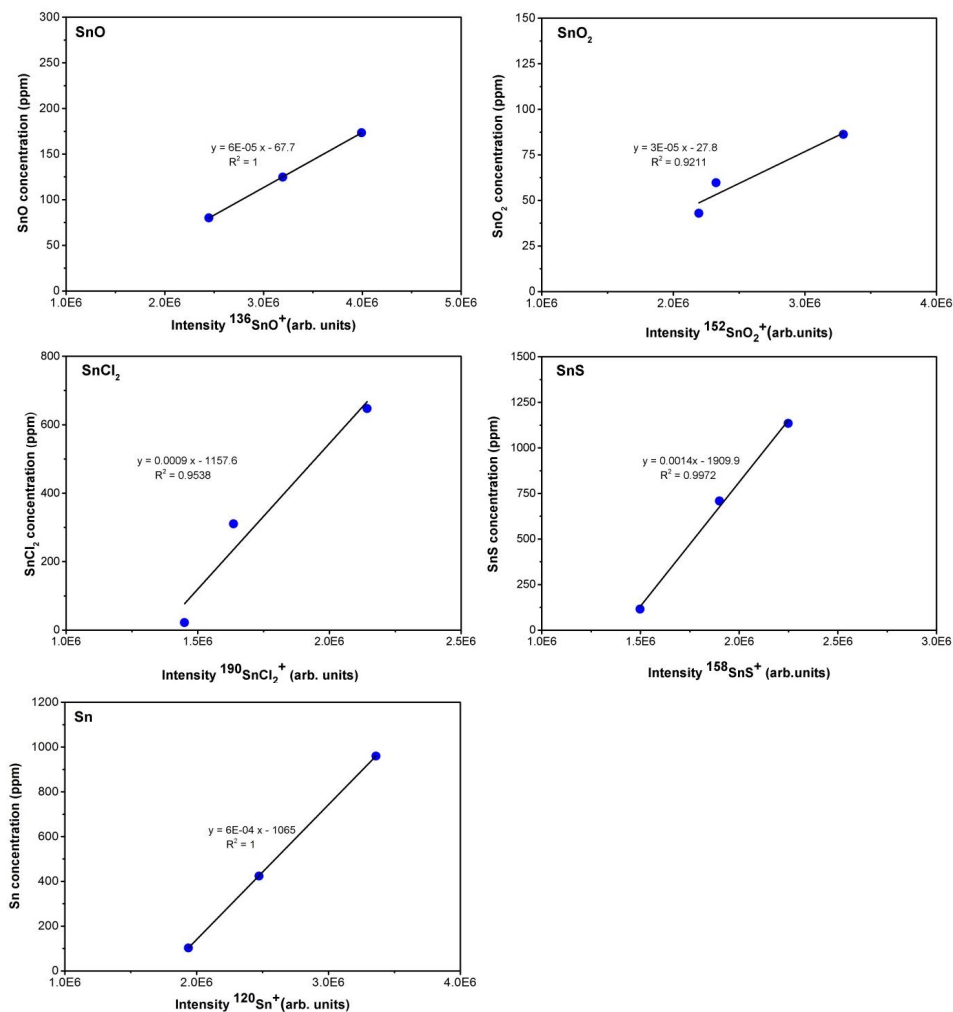 SnO
SnO concentration (ppm)
300
250
200
150
100
50
0
y = 6E-05 x - 67.7
R² = 1
1.0E6 2.0E6 3.0E6 4.0E6 5.0E6
Intensity ¹³⁶SnO⁺(arb. units)
SnO₂
SnO₂ concentration (ppm)
150
125
100
75
50
25
0
y = 3E-05 x - 27.8
R² = 0.9211
1.0E6 2.0E6 3.0E6 4.0E6
Intensity ¹⁵²SnO₂⁺(arb.units)
SnCl₂
SnCl₂ concentration (ppm)
800
600
400
200
0
y = 0.0009 x - 1157.6
R² = 0.9538
1.0E6 1.5E6 2.0E6 2.5E6
Intensity ¹⁹⁰SnCl₂⁺ (arb. units)
SnS
SnS concentration (ppm)
1500
1250
1000
750
500
250
0
y = 0.0014x - 1909.9
R² = 0.9972
1.0E6 1.5E6 2.0E6 2.5E6 3.0E6
Intensity ¹⁵⁸SnS⁺ (arb.units)
Sn
Sn concentration (ppm)
1200
1000
800
600
400
200
0
y = 6E-04 x - 1065
R² = 1
1.0E6 2.0E6 3.0E6 4.0E6
Intensity ¹²⁰Sn⁺(arb. units)